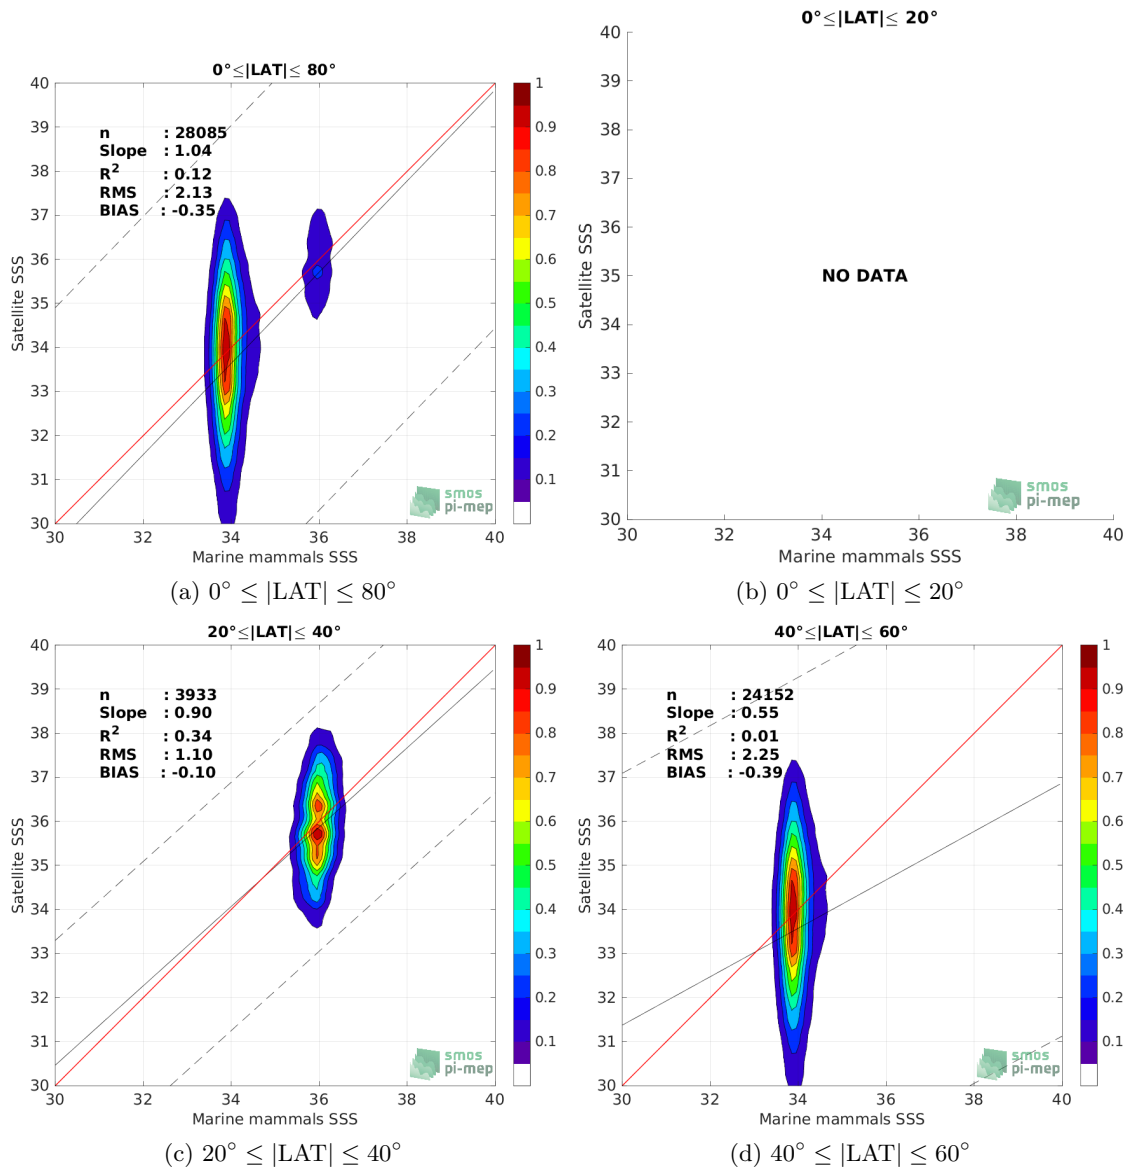 0°≤|LAT|≤ 80°
40
39
38
37
36
35
34
33
32
31
30
Satellite SSS
n : 28085
Slope : 1.04
R² : 0.12
RMS : 2.13
BIAS : -0.35
smos
pi-mep
30 32 34 36 38 40
Marine mammals SSS
1
0.9
0.8
0.7
0.6
0.5
0.4
0.3
0.2
0.1
(a) 0° ≤ |LAT| ≤ 80°
0°≤|LAT|≤ 20°
40
39
38
37
36
35
34
33
32
31
30
Satellite SSS
NO DATA
smos
pi-mep
30 32 34 36 38 40
Marine mammals SSS
(b) 0° ≤ |LAT| ≤ 20°
20°≤|LAT|≤ 40°
40
39
38
37
36
35
34
33
32
31
30
Satellite SSS
n : 3933
Slope : 0.90
R² : 0.34
RMS : 1.10
BIAS : -0.10
smos
pi-mep
30 32 34 36 38 40
Marine mammals SSS
1
0.9
0.8
0.7
0.6
0.5
0.4
0.3
0.2
0.1
(c) 20° ≤ |LAT| ≤ 40°
40°≤|LAT|≤ 60°
40
39
38
37
36
35
34
33
32
31
30
Satellite SSS
n : 24152
Slope : 0.55
R² : 0.01
RMS : 2.25
BIAS : -0.39
smos
pi-mep
30 32 34 36 38 40
Marine mammals SSS
1
0.9
0.8
0.7
0.6
0.5
0.4
0.3
0.2
0.1
(d) 40° ≤ |LAT| ≤ 60°